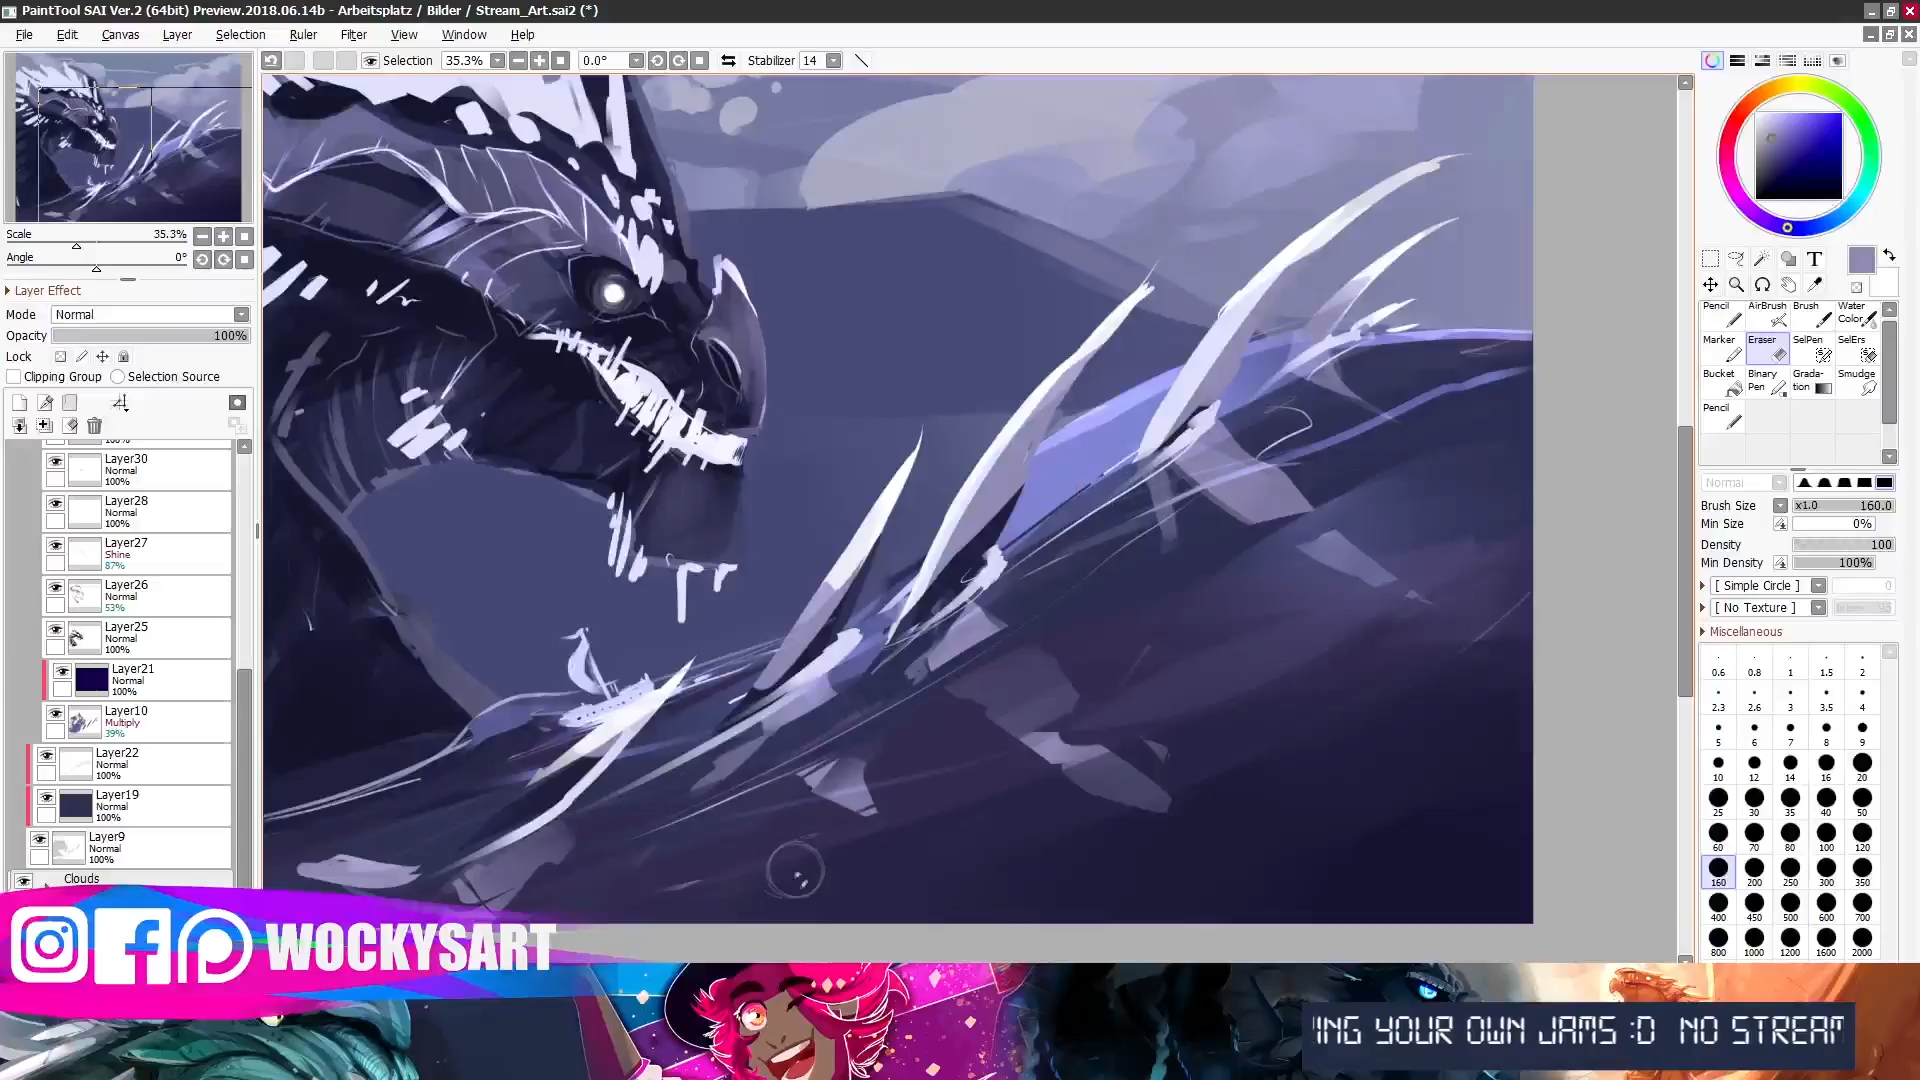 PaintTool SAI Ver.2 (64bit) Preview.2018.06.14b - Arbeitsplatz / Bilder / Stream_Art.sai2 (*)
File Edit Canvas Layer Selection Ruler Filter View Window Help
Selection 35.3% 0.0° Stabilizer 14
Scale 35.3%
Angle 0°
Layer Effect
Mode Normal
Opacity 100%
Lock
Clipping Group Selection Source
100%
Layer30
Normal
100%
Layer28
Normal
100%
Layer27
Shine
87%
Layer26
Normal
53%
Layer25
Normal
100%
Layer21
Normal
100%
Layer10
Multiply
39%
Layer22
Normal
100%
Layer19
Normal
100%
Layer9
Normal
100%
Clouds
T
Pencil AirBrush Brush Water Color
Marker Eraser SelPen SelErs
Bucket Binary Pen Grada-tion Smudge
Pencil
Normal
Brush Size x1.0 160.0
Min Size 0%
Density 100
Min Density 100%
[ Simple Circle ] 0
[ No Texture ] 95
Miscellaneous
0.6 0.8 1 1.5 2
2.3 2.6 3 3.5 4
5 6 7 8 9
10 12 14 16 20
25 30 35 40 50
60 70 80 100 120
160 200 250 300 350
400 450 500 600 700
800 1000 1200 1600 2000
WOCKYSART
ING YOUR OWN JAMS :D NO STREAM